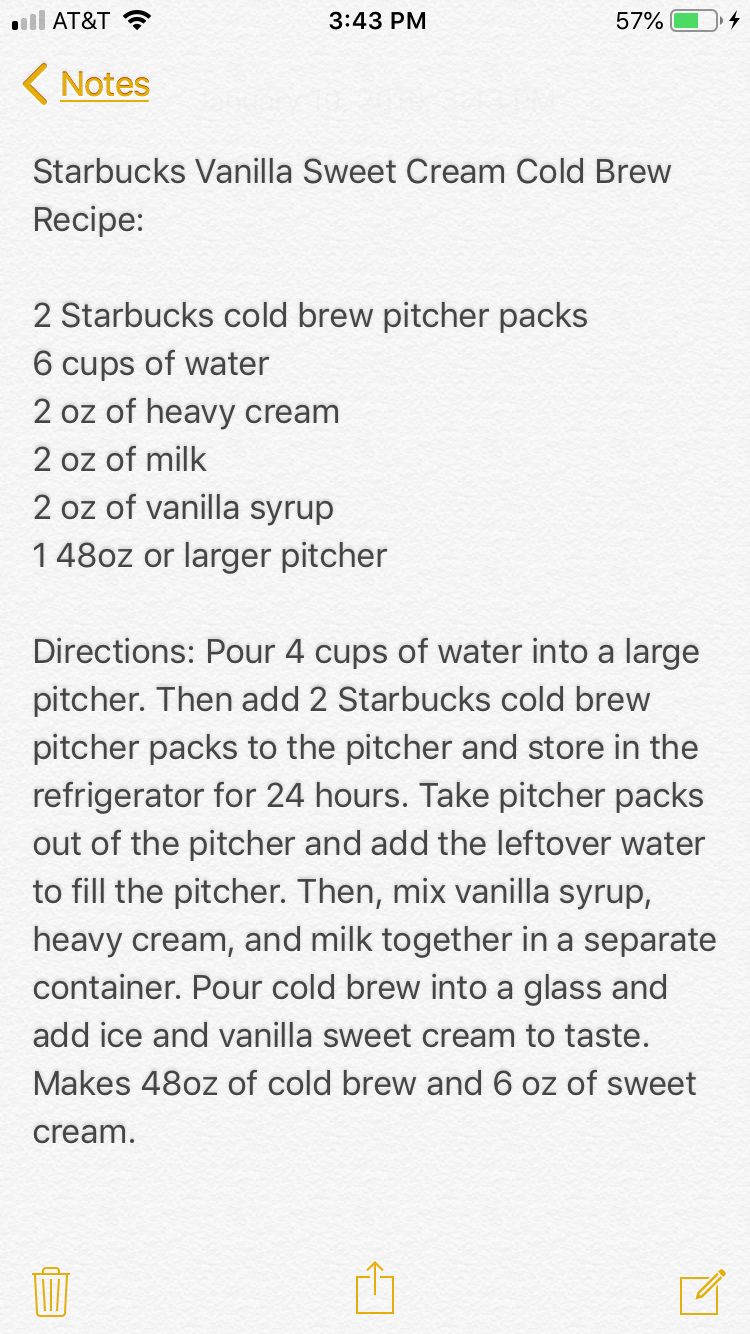 AT&T 3:43 PM 57%
Notes
Starbucks Vanilla Sweet Cream Cold Brew
Recipe:
2 Starbucks cold brew pitcher packs
6 cups of water
2 oz of heavy cream
2 oz of milk
2 oz of vanilla syrup
1 48oz or larger pitcher
Directions: Pour 4 cups of water into a large
pitcher. Then add 2 Starbucks cold brew
pitcher packs to the pitcher and store in the
refrigerator for 24 hours. Take pitcher packs
out of the pitcher and add the leftover water
to fill the pitcher. Then, mix vanilla syrup,
heavy cream, and milk together in a separate
container. Pour cold brew into a glass and
add ice and vanilla sweet cream to taste.
Makes 48oz of cold brew and 6 oz of sweet
cream.